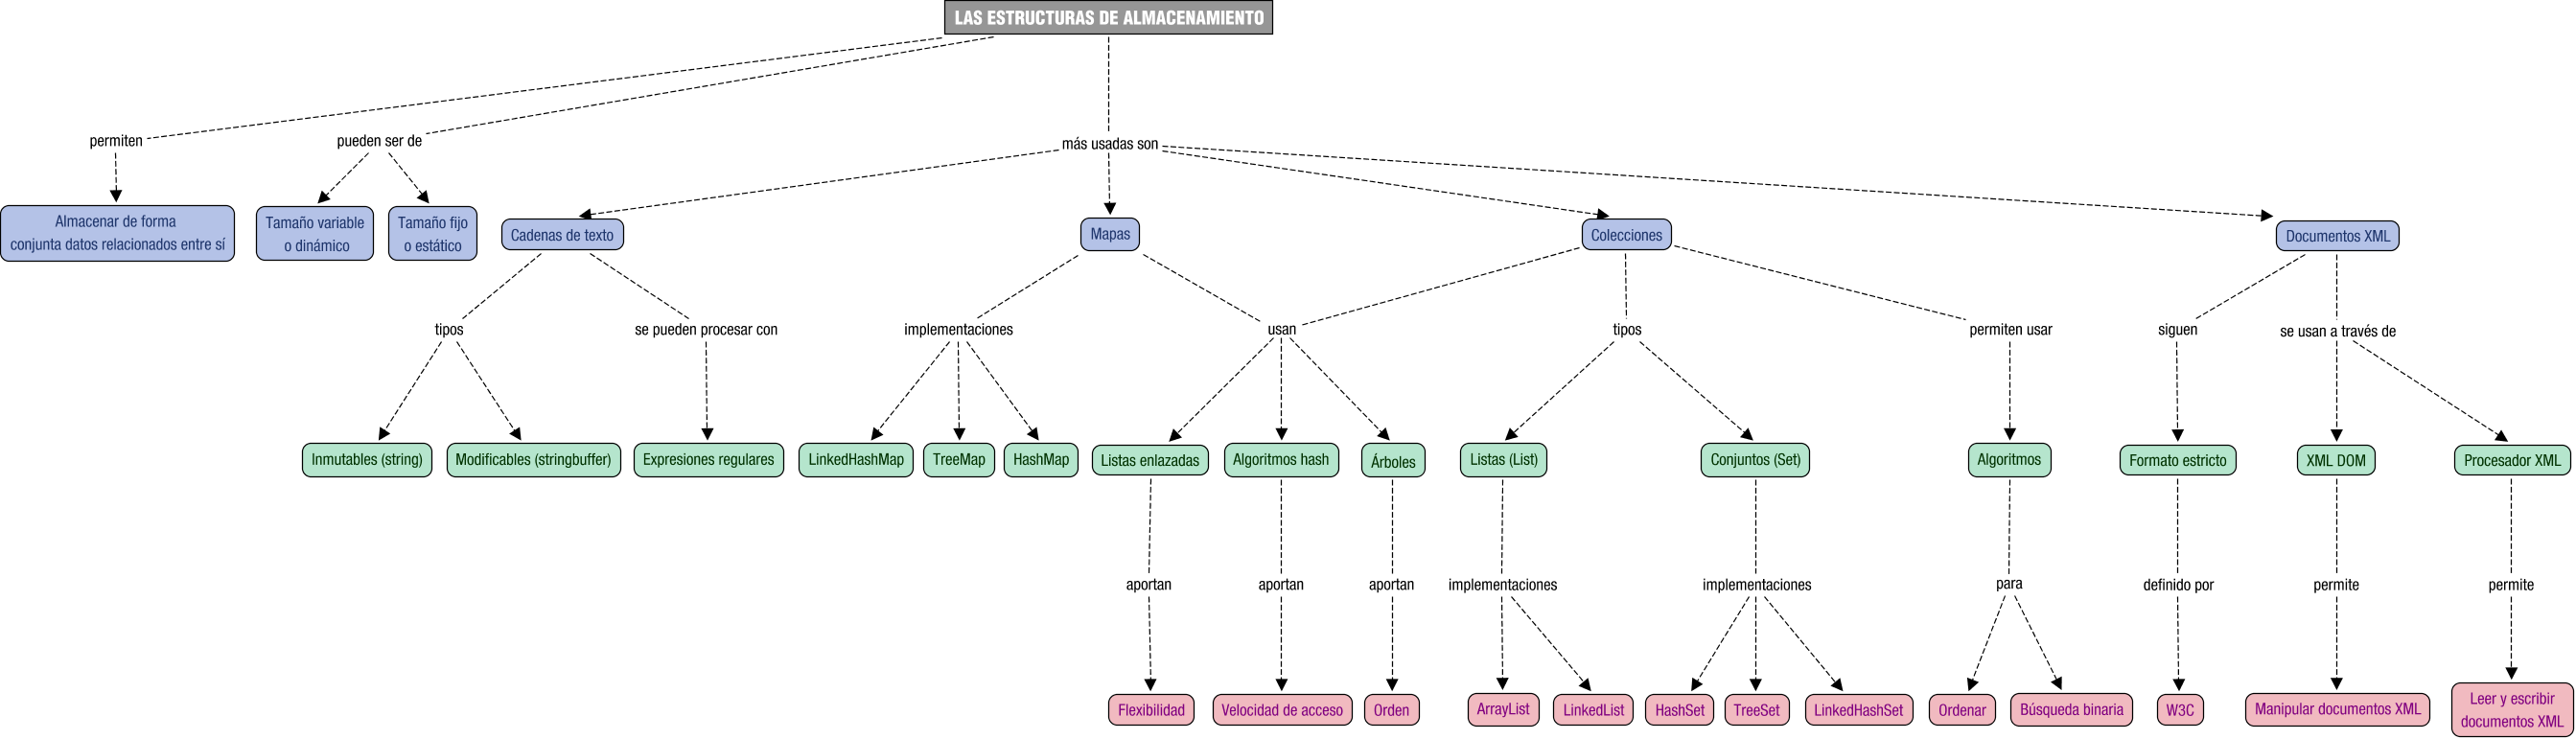 LAS ESTRUCTURAS DE ALMACENAMIENTO
permiten
pueden ser de
más usadas son
Almacenar de forma
conjunta datos relacionados entre sí
Tamaño variable
o dinámico
Tamaño fijo
o estático
Cadenas de texto
Mapas
Colecciones
Documentos XML
tipos
se pueden procesar con
implementaciones
usan
tipos
permiten usar
siguen
se usan a través de
Inmutables (string)
Modificables (stringbuffer)
Expresiones regulares
LinkedHashMap
TreeMap
HashMap
Listas enlazadas
Algoritmos hash
Árboles
Listas (List)
Conjuntos (Set)
Algoritmos
Formato estricto
XML DOM
Procesador XML
aportan
aportan
aportan
implementaciones
implementaciones
para
definido por
permite
permite
Flexibilidad
Velocidad de acceso
Orden
ArrayList
LinkedList
HashSet
TreeSet
LinkedHashSet
Ordenar
Búsqueda binaria
W3C
Manipular documentos XML
Leer y escribir
documentos XML